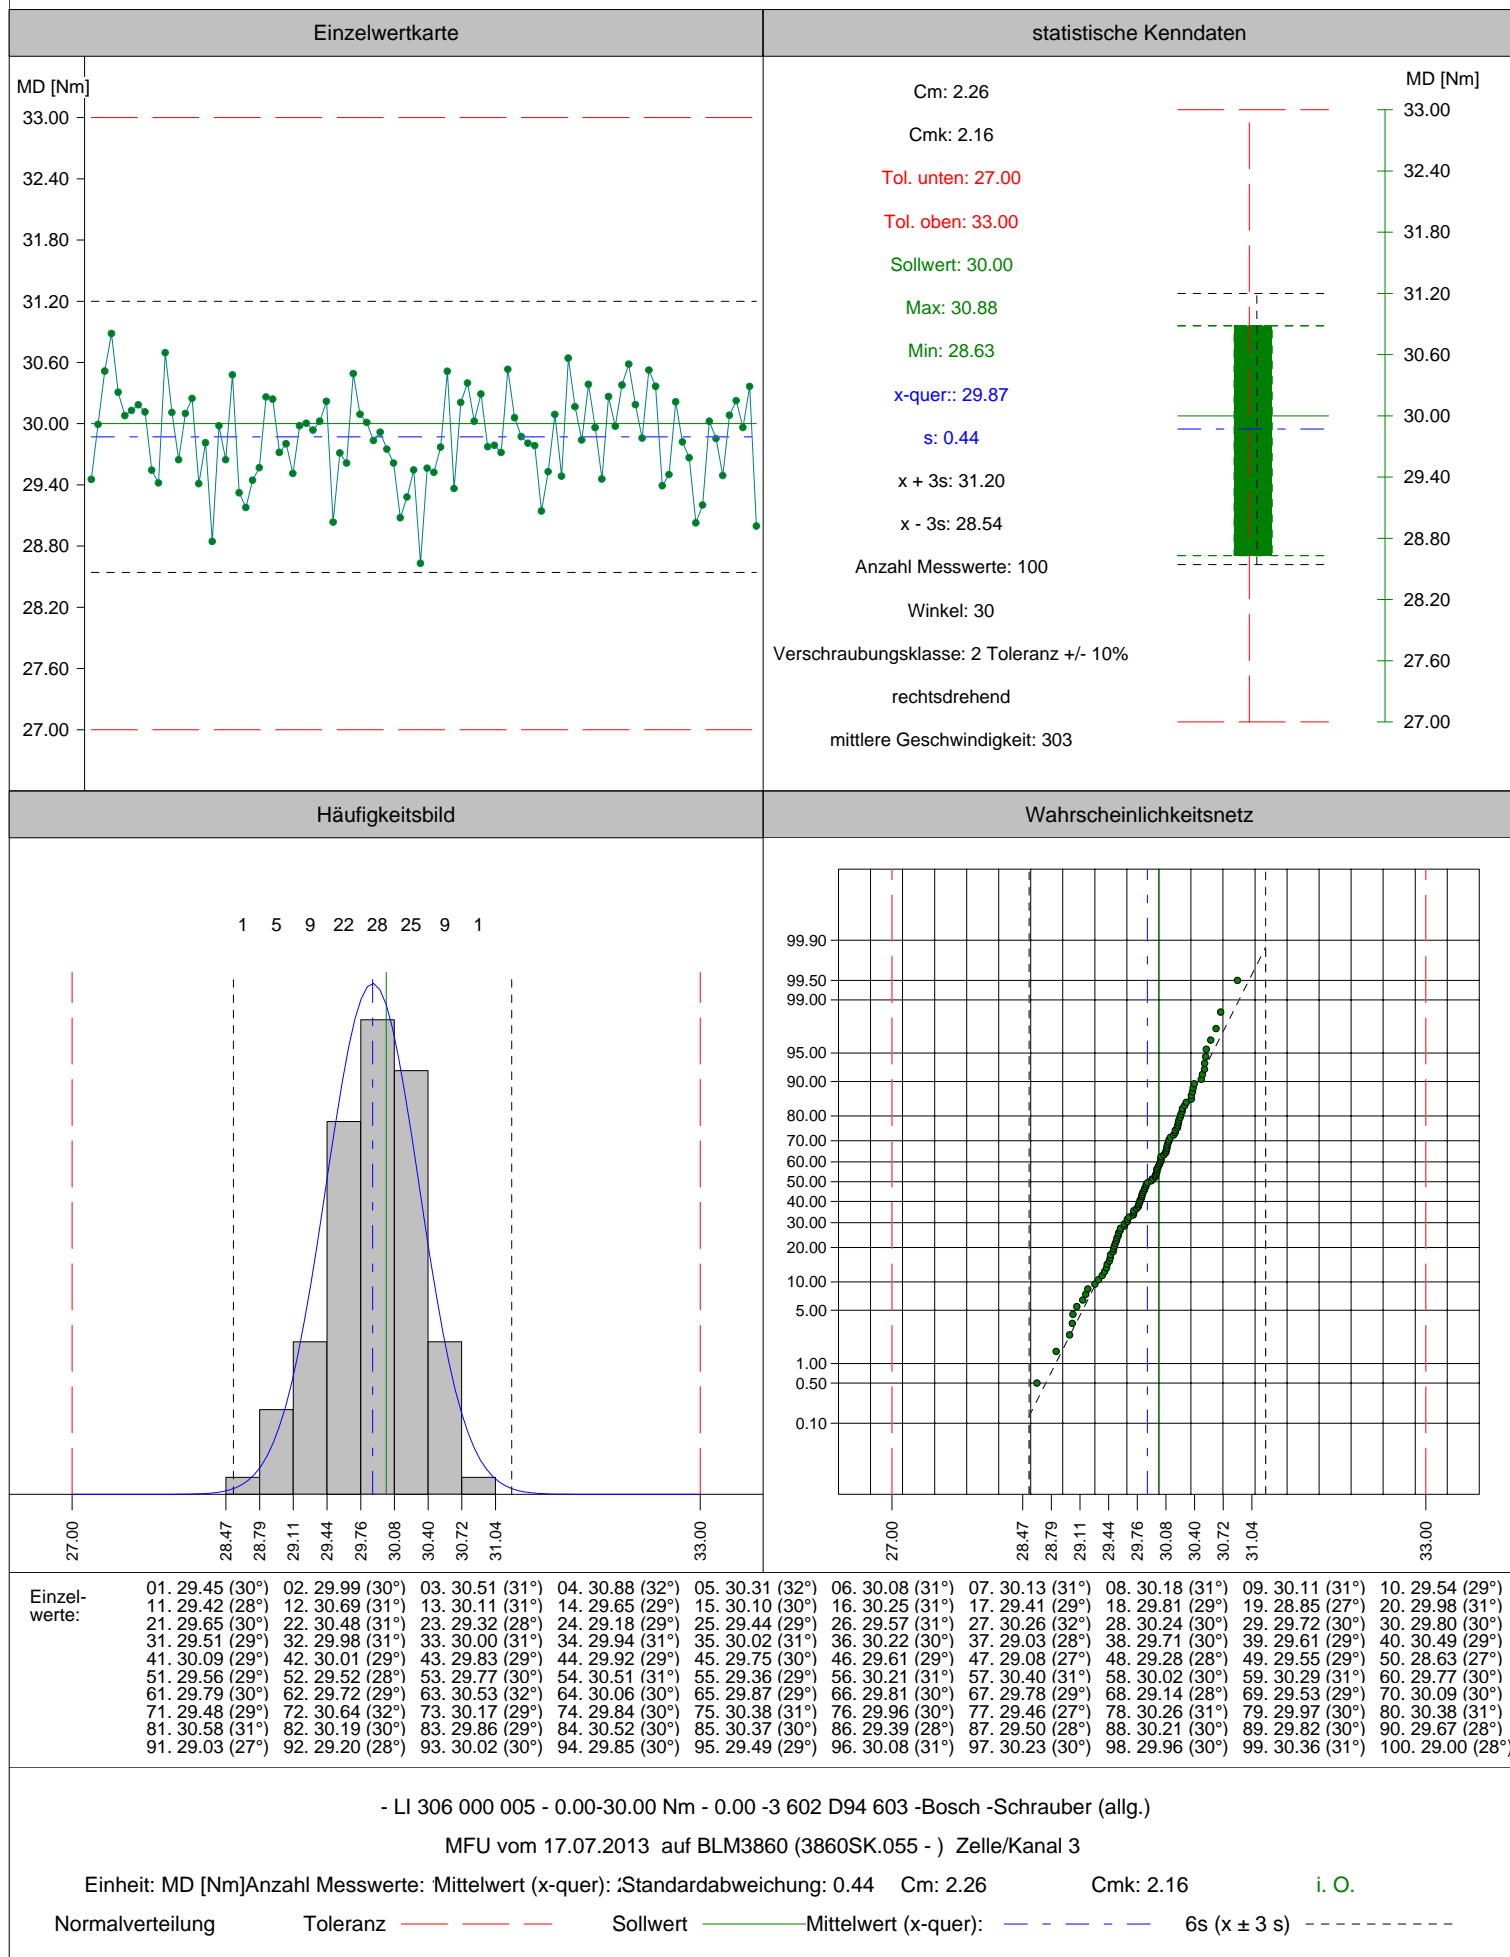 Einzelwertkarte
statistische Kenndaten
MD [Nm]
33.00
32.40
31.80
31.20
30.60
30.00
29.40
28.80
28.20
27.60
27.00
Cm: 2.26
Cmk: 2.16
Tol. unten: 27.00
Tol. oben: 33.00
Sollwert: 30.00
Max: 30.88
Min: 28.63
x-quer:: 29.87
s: 0.44
x + 3s: 31.20
x - 3s: 28.54
Anzahl Messwerte: 100
Winkel: 30
Verschraubungsklasse: 2 Toleranz +/- 10%
rechtsdrehend
mittlere Geschwindigkeit: 303
MD [Nm]
33.00
32.40
31.80
31.20
30.60
30.00
29.40
28.80
28.20
27.60
27.00
Häufigkeitsbild
Wahrscheinlichkeitsnetz
1 5 9 22 28 25 9 1
27.00 28.47 28.79 29.11 29.44 29.76 30.08 30.40 30.72 31.04 33.00
99.90
99.50
99.00
95.00
90.00
80.00
70.00
60.00
50.00
40.00
30.00
20.00
10.00
5.00
1.00
0.50
0.10
27.00 28.47 28.79 29.11 29.44 29.76 30.08 30.40 30.72 31.04 33.00
Einzel-
werte:
01. 29.45 (30°) 02. 29.99 (30°) 03. 30.51 (31°) 04. 30.88 (32°) 05. 30.31 (32°) 06. 30.08 (31°) 07. 30.13 (31°) 08. 30.18 (31°) 09. 30.11 (31°) 10. 29.54 (29°)
11. 29.42 (28°) 12. 30.69 (31°) 13. 30.11 (31°) 14. 29.65 (29°) 15. 30.10 (30°) 16. 30.25 (31°) 17. 29.41 (29°) 18. 29.81 (29°) 19. 28.85 (27°) 20. 29.98 (31°)
21. 29.65 (30°) 22. 30.48 (31°) 23. 29.32 (28°) 24. 29.18 (29°) 25. 29.44 (29°) 26. 29.57 (31°) 27. 30.26 (32°) 28. 30.24 (30°) 29. 29.72 (30°) 30. 29.80 (30°)
31. 29.51 (29°) 32. 29.98 (31°) 33. 30.00 (31°) 34. 29.94 (31°) 35. 30.02 (31°) 36. 30.22 (30°) 37. 29.03 (28°) 38. 29.71 (30°) 39. 29.61 (29°) 40. 30.49 (29°)
41. 30.09 (29°) 42. 30.01 (29°) 43. 29.83 (29°) 44. 29.92 (29°) 45. 29.75 (30°) 46. 29.61 (29°) 47. 29.08 (27°) 48. 29.28 (28°) 49. 29.55 (29°) 50. 28.63 (27°)
51. 29.56 (29°) 52. 29.52 (28°) 53. 29.77 (30°) 54. 30.51 (31°) 55. 29.36 (29°) 56. 30.21 (31°) 57. 30.40 (31°) 58. 30.02 (30°) 59. 30.29 (31°) 60. 29.77 (30°)
61. 29.79 (30°) 62. 29.72 (29°) 63. 30.53 (32°) 64. 30.06 (30°) 65. 29.87 (29°) 66. 29.81 (30°) 67. 29.78 (29°) 68. 29.14 (28°) 69. 29.53 (29°) 70. 30.09 (30°)
71. 29.48 (29°) 72. 30.64 (32°) 73. 30.17 (29°) 74. 29.84 (30°) 75. 30.38 (31°) 76. 29.96 (30°) 77. 29.46 (27°) 78. 30.26 (31°) 79. 29.97 (30°) 80. 30.38 (31°)
81. 30.58 (31°) 82. 30.19 (30°) 83. 29.86 (29°) 84. 30.52 (30°) 85. 30.37 (30°) 86. 29.39 (28°) 87. 29.50 (28°) 88. 30.21 (30°) 89. 29.82 (30°) 90. 29.67 (28°)
91. 29.03 (27°) 92. 29.20 (28°) 93. 30.02 (30°) 94. 29.85 (30°) 95. 29.49 (29°) 96. 30.08 (31°) 97. 30.23 (30°) 98. 29.96 (30°) 99. 30.36 (31°) 100. 29.00 (28°)
- LI 306 000 005 - 0.00-30.00 Nm - 0.00 -3 602 D94 603 -Bosch -Schrauber (allg.)
MFU vom 17.07.2013 auf BLM3860 (3860SK.055 - ) Zelle/Kanal 3
Einheit: MD [Nm]Anzahl Messwerte: Mittelwert (x-quer): Standardabweichung: 0.44 Cm: 2.26 Cmk: 2.16 i. O.
Normalverteilung Toleranz Sollwert Mittelwert (x-quer): 6s (x ± 3 s)